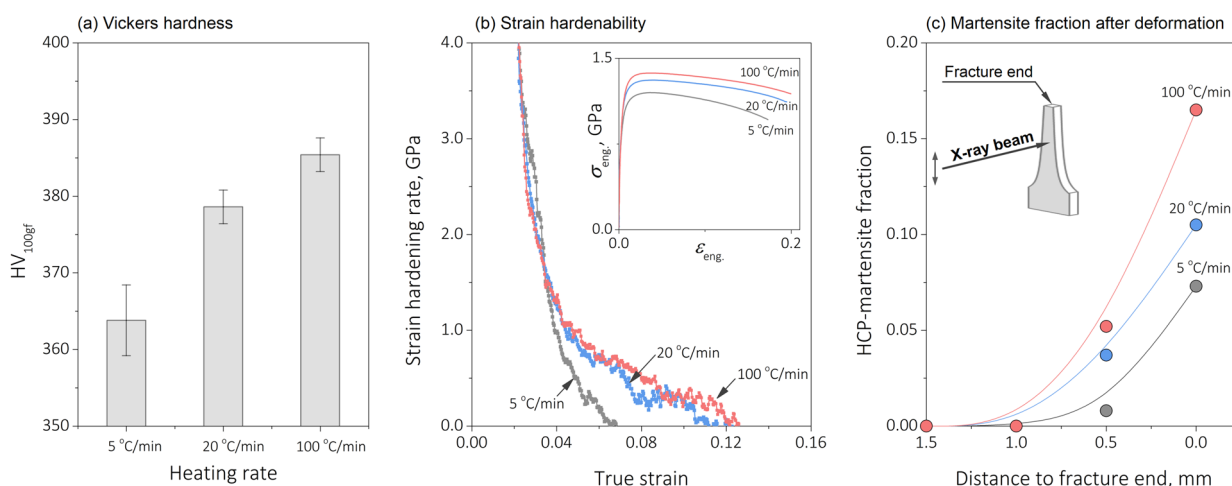 (a) Vickers hardness
400
390
380
370
360
350
HV100gf
5 °C/min
20 °C/min
100 °C/min
Heating rate
(b) Strain hardenability
4.0
3.0
2.0
1.0
0.0
Strain hardening rate, GPa
0.00
0.04
0.08
0.12
0.16
True strain
5 °C/min
20 °C/min
100 °C/min
1.5
0.0
σeng., GPa
0.0
0.2
εeng.
100 °C/min
20 °C/min
5 °C/min
(c) Martensite fraction after deformation
0.20
0.15
0.10
0.05
0.00
HCP-martensite fraction
1.5
1.0
0.5
0.0
Distance to fracture end, mm
Fracture end
X-ray beam
100 °C/min
20 °C/min
5 °C/min